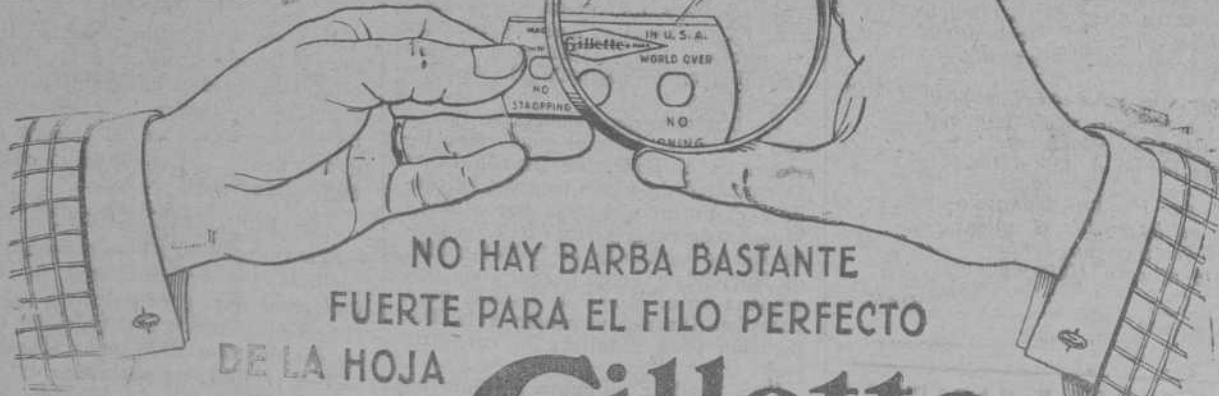 IN U. S. A.
Gillette
WORLD OVER
NO
STROPPING
NO
NO HAY BARBA BASTANTE
FUERTE PARA EL FILO PERFECTO
DE LA HOJA
Gillette